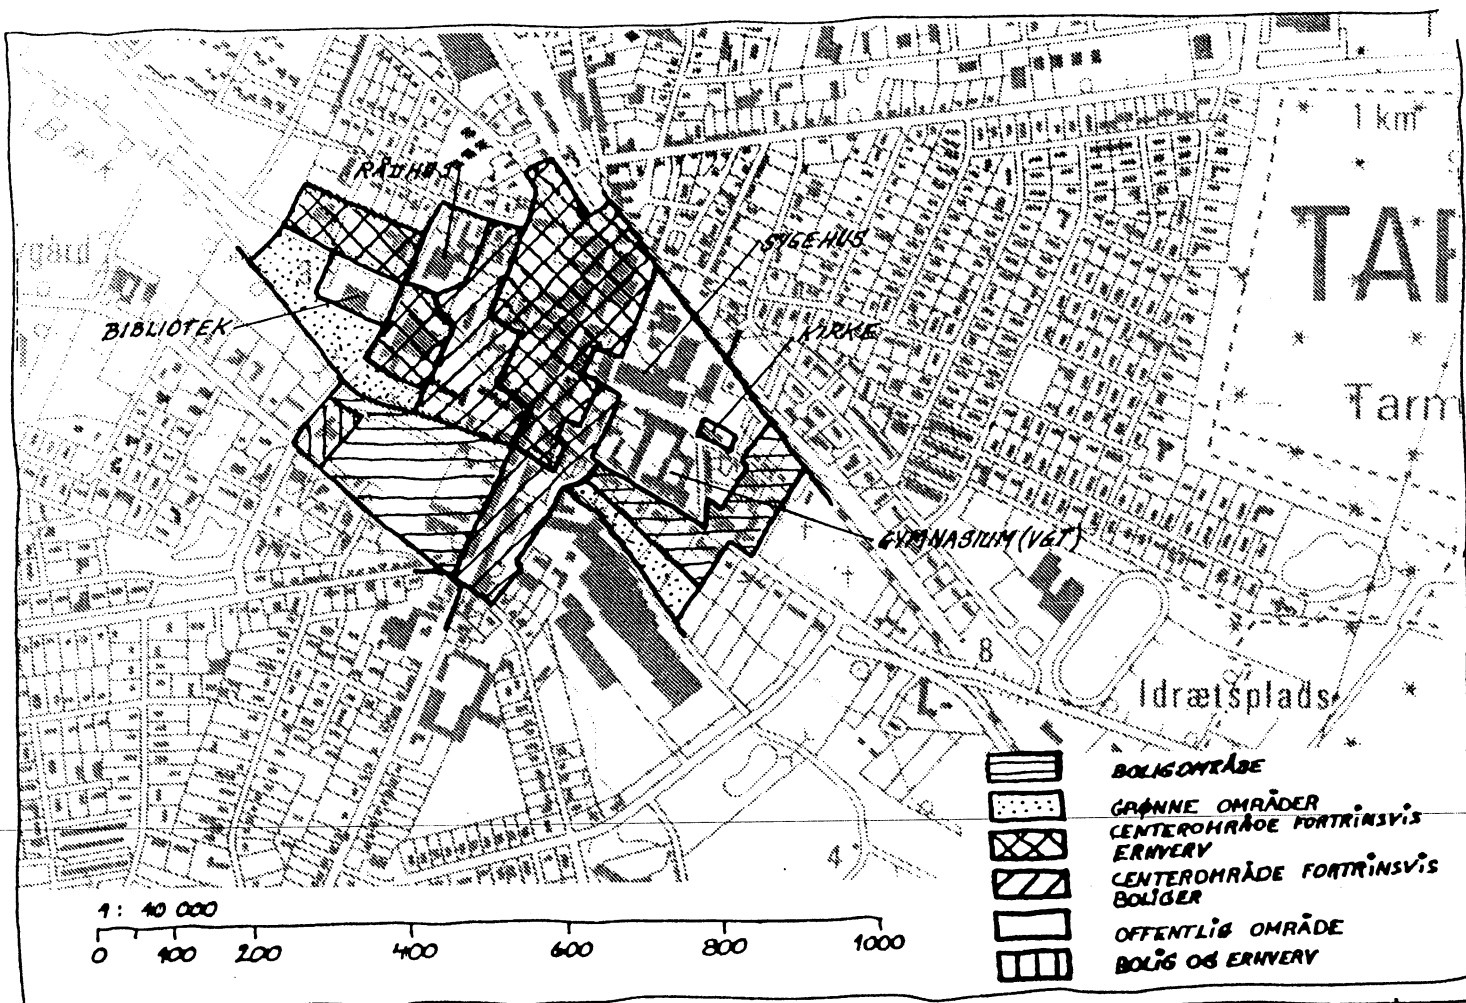 1 km
RÅDHUS
TAR
SYGEHUS
3
BIBLIOTEK
KIRKE
Tarm
GYMNASIUM (VGT)
8
Idrætsplads
4
BOLIGOMRÅDE
GRØNNE OMRÅDER
CENTEROMRÅDE FORTRINSVIS
ERHVERV
CENTEROMRÅDE FORTRINSVIS
BOLIGER
OFFENTLIG OMRÅDE
BOLIG OG ERHVERV
1: 40 000
0 100 200 400 600 800 1000